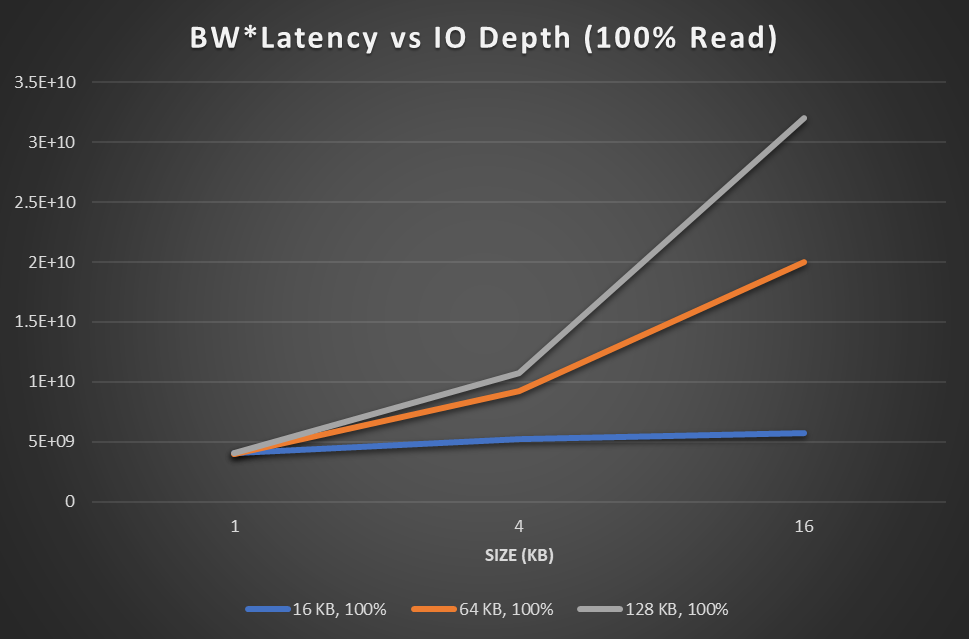 BW*Latency vs IO Depth (100% Read)
3.5E+10
3E+10
2.5E+10
2E+10
1.5E+10
1E+10
5E+09
0
1 4 16
SIZE (KB)
16 KB, 100% 64 KB, 100% 128 KB, 100%